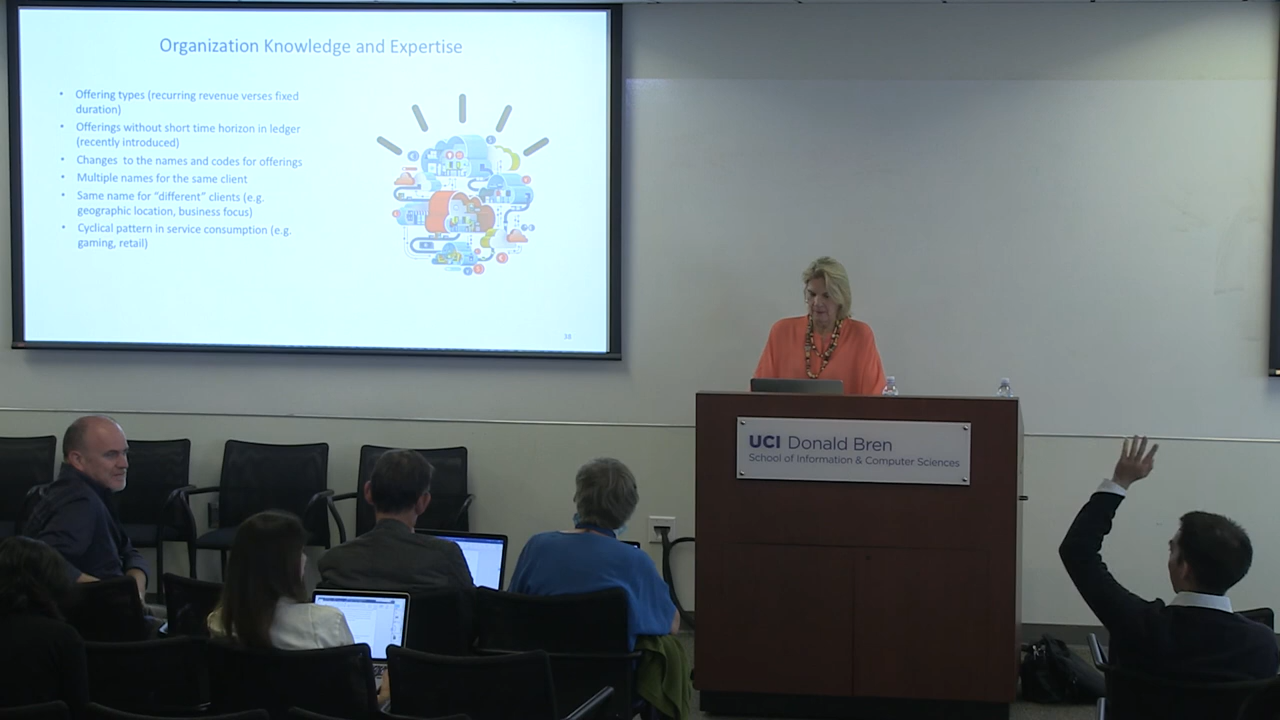 Organization Knowledge and Expertise
• Offering types (recurring revenue verses fixed
duration)
• Offerings without short time horizon in ledger
(recently introduced)
• Changes to the names and codes for offerings
• Multiple names for the same client
• Same name for "different" clients (e.g.
geographic location, business focus)
• Cyclical pattern in service consumption (e.g.
gaming, retail)
UCI Donald Bren
School of Information & Computer Sciences